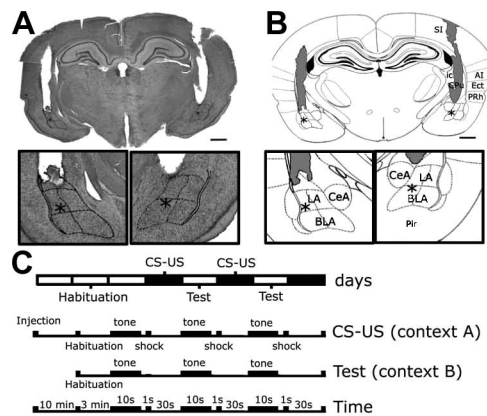 A
B
SI
ic
CPu
AI
Ect
PRh
*
*
*
*
LA
CeA
*
BLA
CeA
LA
*
BLA
Pir
C
CS-US
CS-US
days
Habituation
Test
Test
Injection
tone
tone
tone
CS-US (context A)
Habituation
shock
shock
shock
tone
tone
tone
Test (context B)
Habituation
10 min
3 min
10s
1s
30s
10s
1s
30s
10s
1s
30s
Time